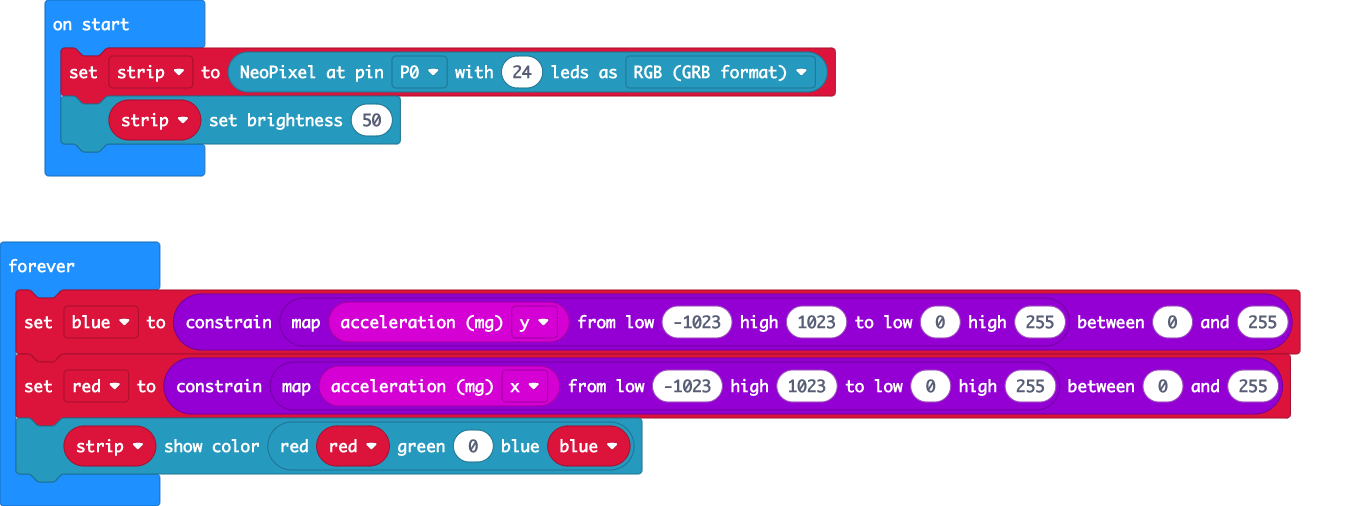 on start
set strip to NeoPixel at pin P0 with 24 leds as RGB (GRB format)
strip set brightness 50
forever
set blue to constrain map acceleration (mg) y from low -1023 high 1023 to low 0 high 255 between 0 and 255
set red to constrain map acceleration (mg) x from low -1023 high 1023 to low 0 high 255 between 0 and 255
strip show color red red green 0 blue blue